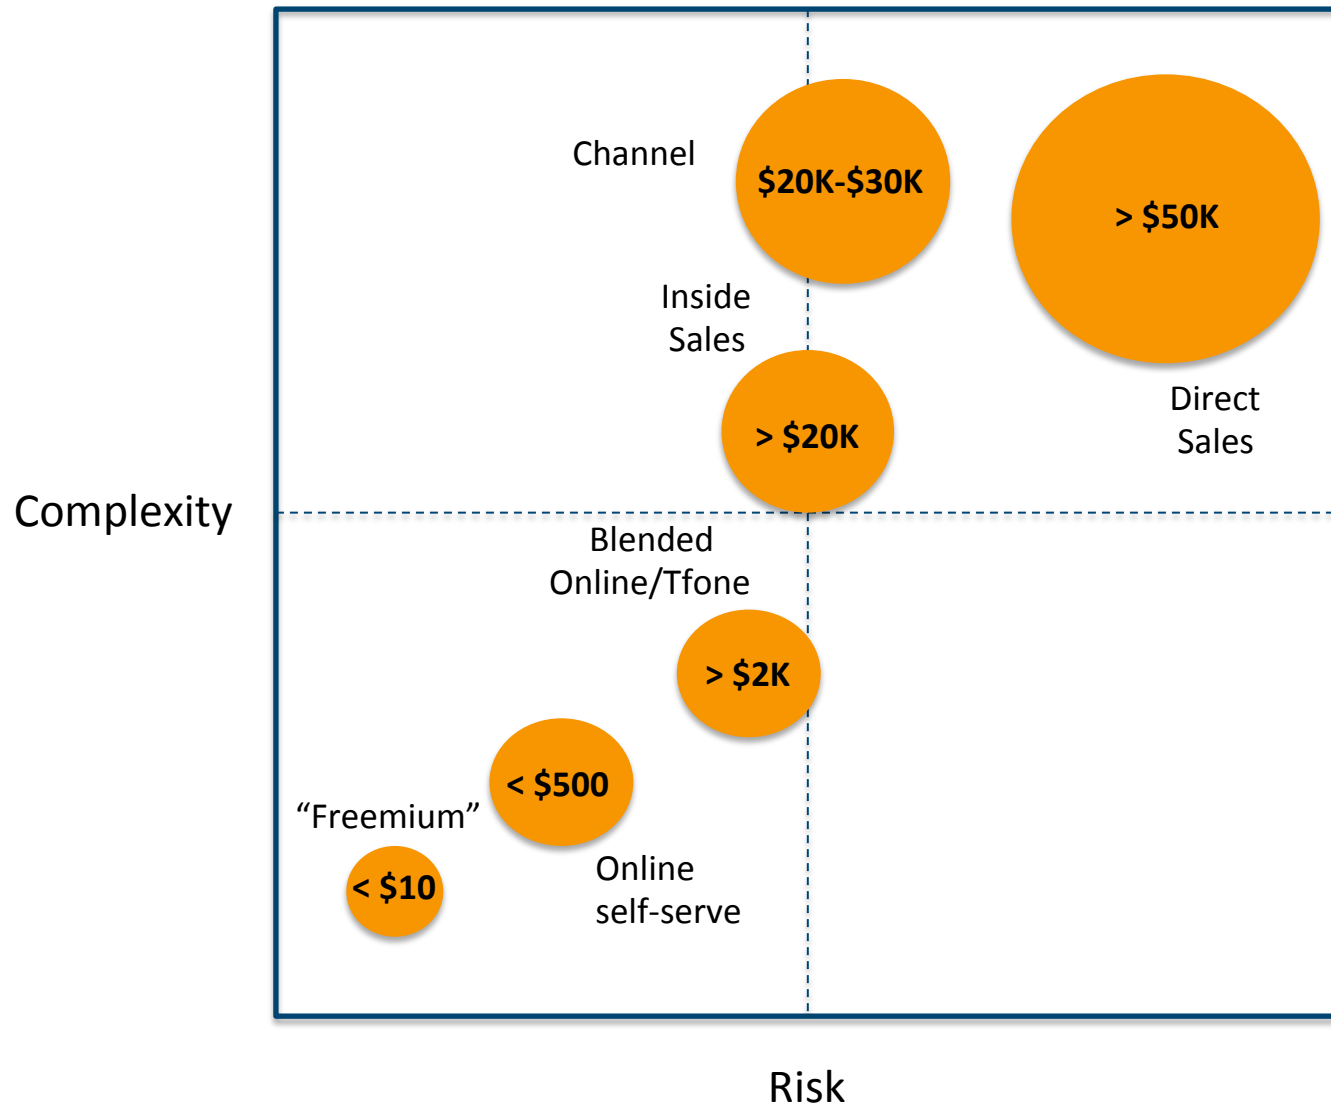 Channel
$20K-$30K
> $50K
Inside
Sales
> $20K
Direct
Sales
Complexity
Blended
Online/Tfone
> $2K
< $500
“Freemium”
< $10
Online
self-serve
Risk